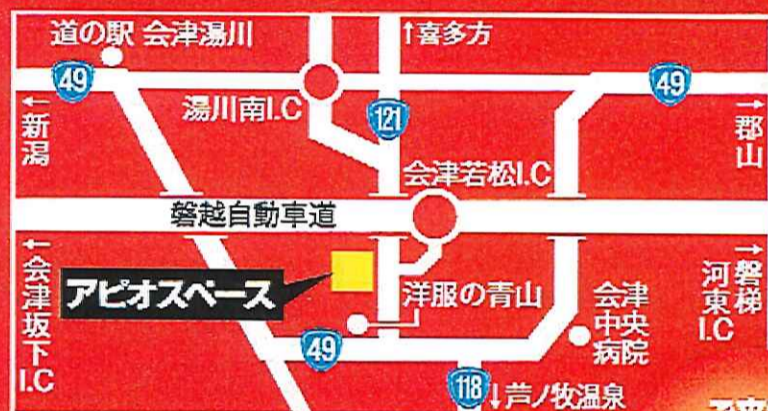 道の駅 会津湯川
↑喜多方
49
49
湯川南I.C
121
←新潟
→郡山
会津若松I.C
磐越自動車道
←会津坂下I.C
アピオスペース
洋服の青山
会津中央病院
→磐梯河東I.C
49
118
↓芦ノ牧温泉